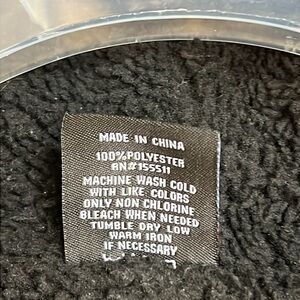 MADE IN CHINA
100%POLYESTER
RN#155511
MACHINE WASH COLD
WITH LIKE COLORS
ONLY NON CHLORINE
BLEACH WHEN NEEDED
TUMBLE DRY LOW
WARM IRON
IF NECESSARY